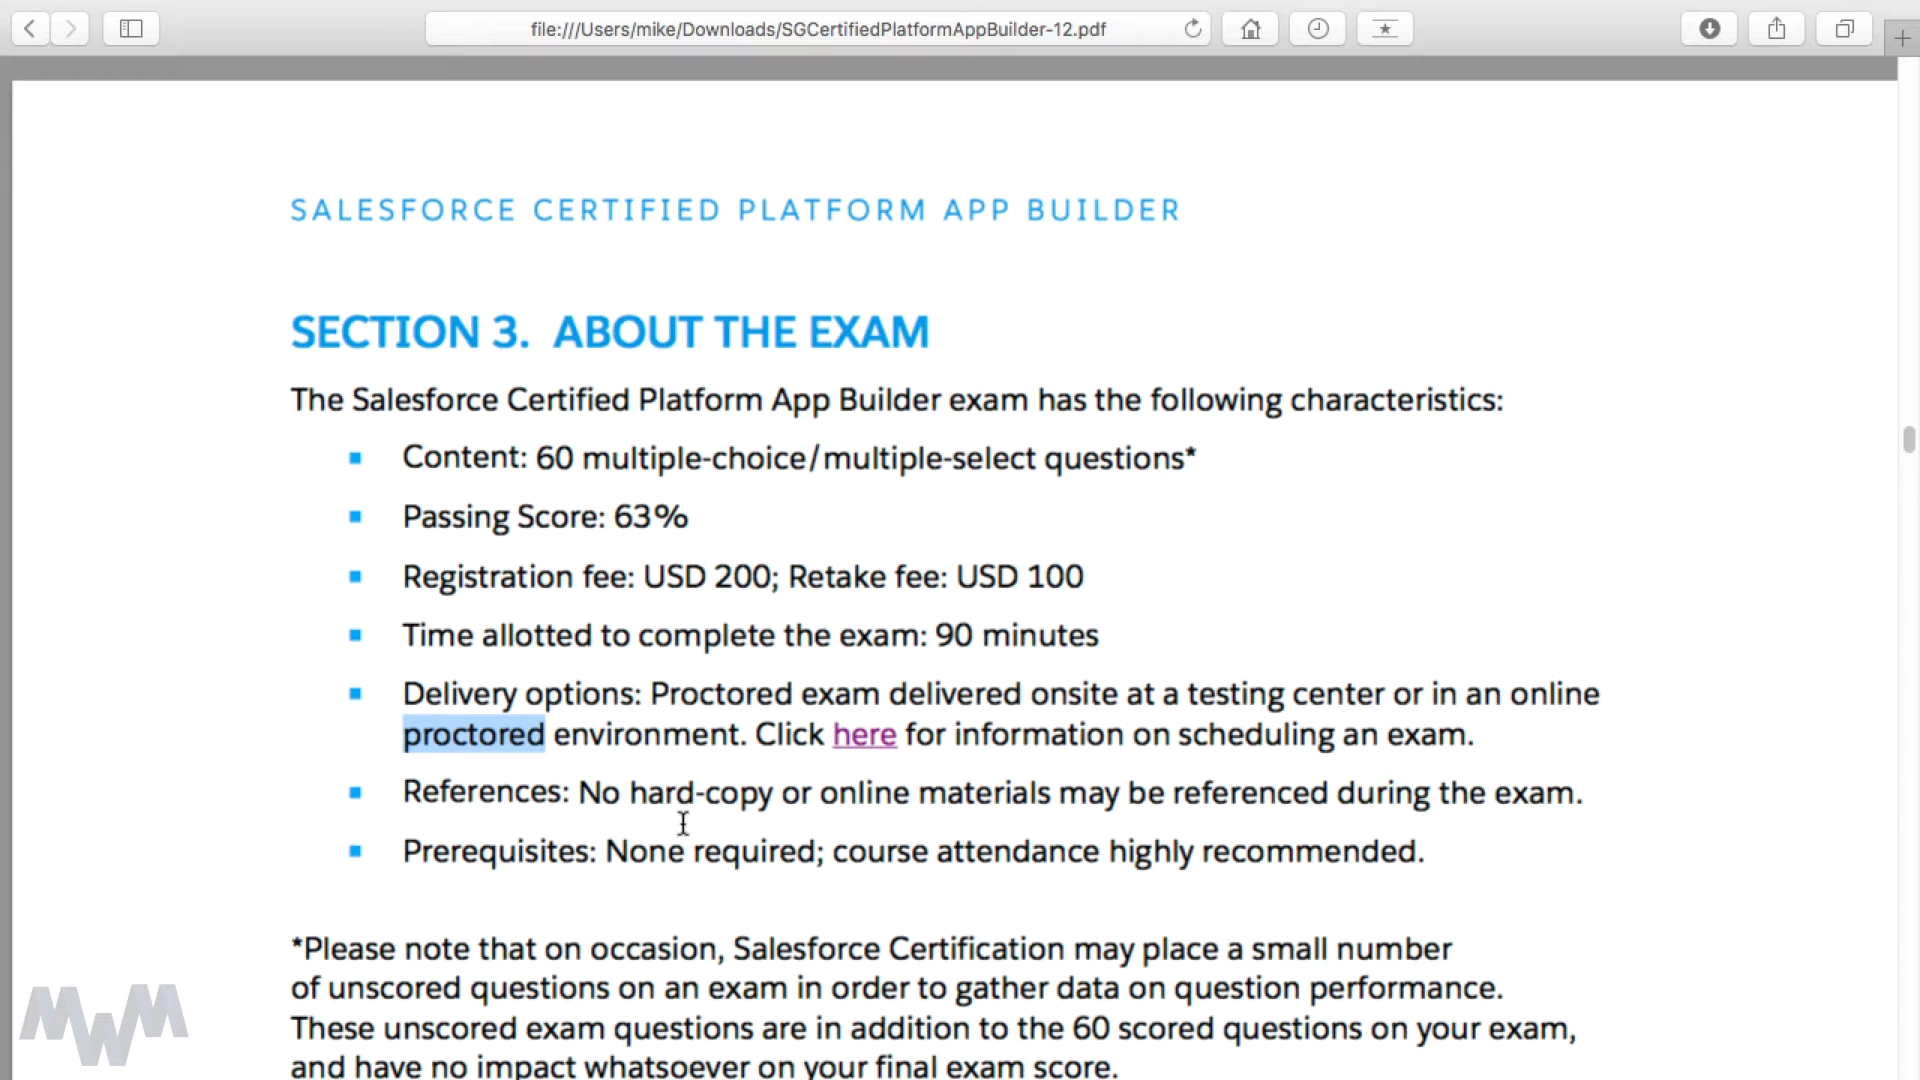 file:///Users/mike/Downloads/SGCertifiedPlatformAppBuilder-12.pdf
SALESFORCE CERTIFIED PLATFORM APP BUILDER
SECTION 3. ABOUT THE EXAM
The Salesforce Certified Platform App Builder exam has the following characteristics:
Content: 60 multiple-choice/multiple-select questions*
Passing Score: 63%
Registration fee: USD 200; Retake fee: USD 100
Time allotted to complete the exam: 90 minutes
Delivery options: Proctored exam delivered onsite at a testing center or in an online
proctored environment. Click here for information on scheduling an exam.
References: No hard-copy or online materials may be referenced during the exam.
Prerequisites: None required; course attendance highly recommended.
*Please note that on occasion, Salesforce Certification may place a small number
of unscored questions on an exam in order to gather data on question performance.
These unscored exam questions are in addition to the 60 scored questions on your exam,
and have no impact whatsoever on your final exam score.
MWM